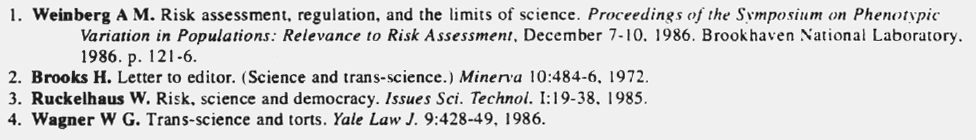 1. Weinberg A M. Risk assessment, regulation, and the limits of science. Proceedings of the Symposium on Phenotypic
Variation in Populations: Relevance to Risk Assessment, December 7-10, 1986. Brookhaven National Laboratory.
1986. p. 121-6.
2. Brooks H. Letter to editor. (Science and trans-science.) Minerva 10:484-6, 1972.
3. Ruckelhaus W. Risk, science and democracy. Issues Sci. Technol. I:19-38, 1985.
4. Wagner W G. Trans-science and torts. Yale Law J. 9:428-49, 1986.